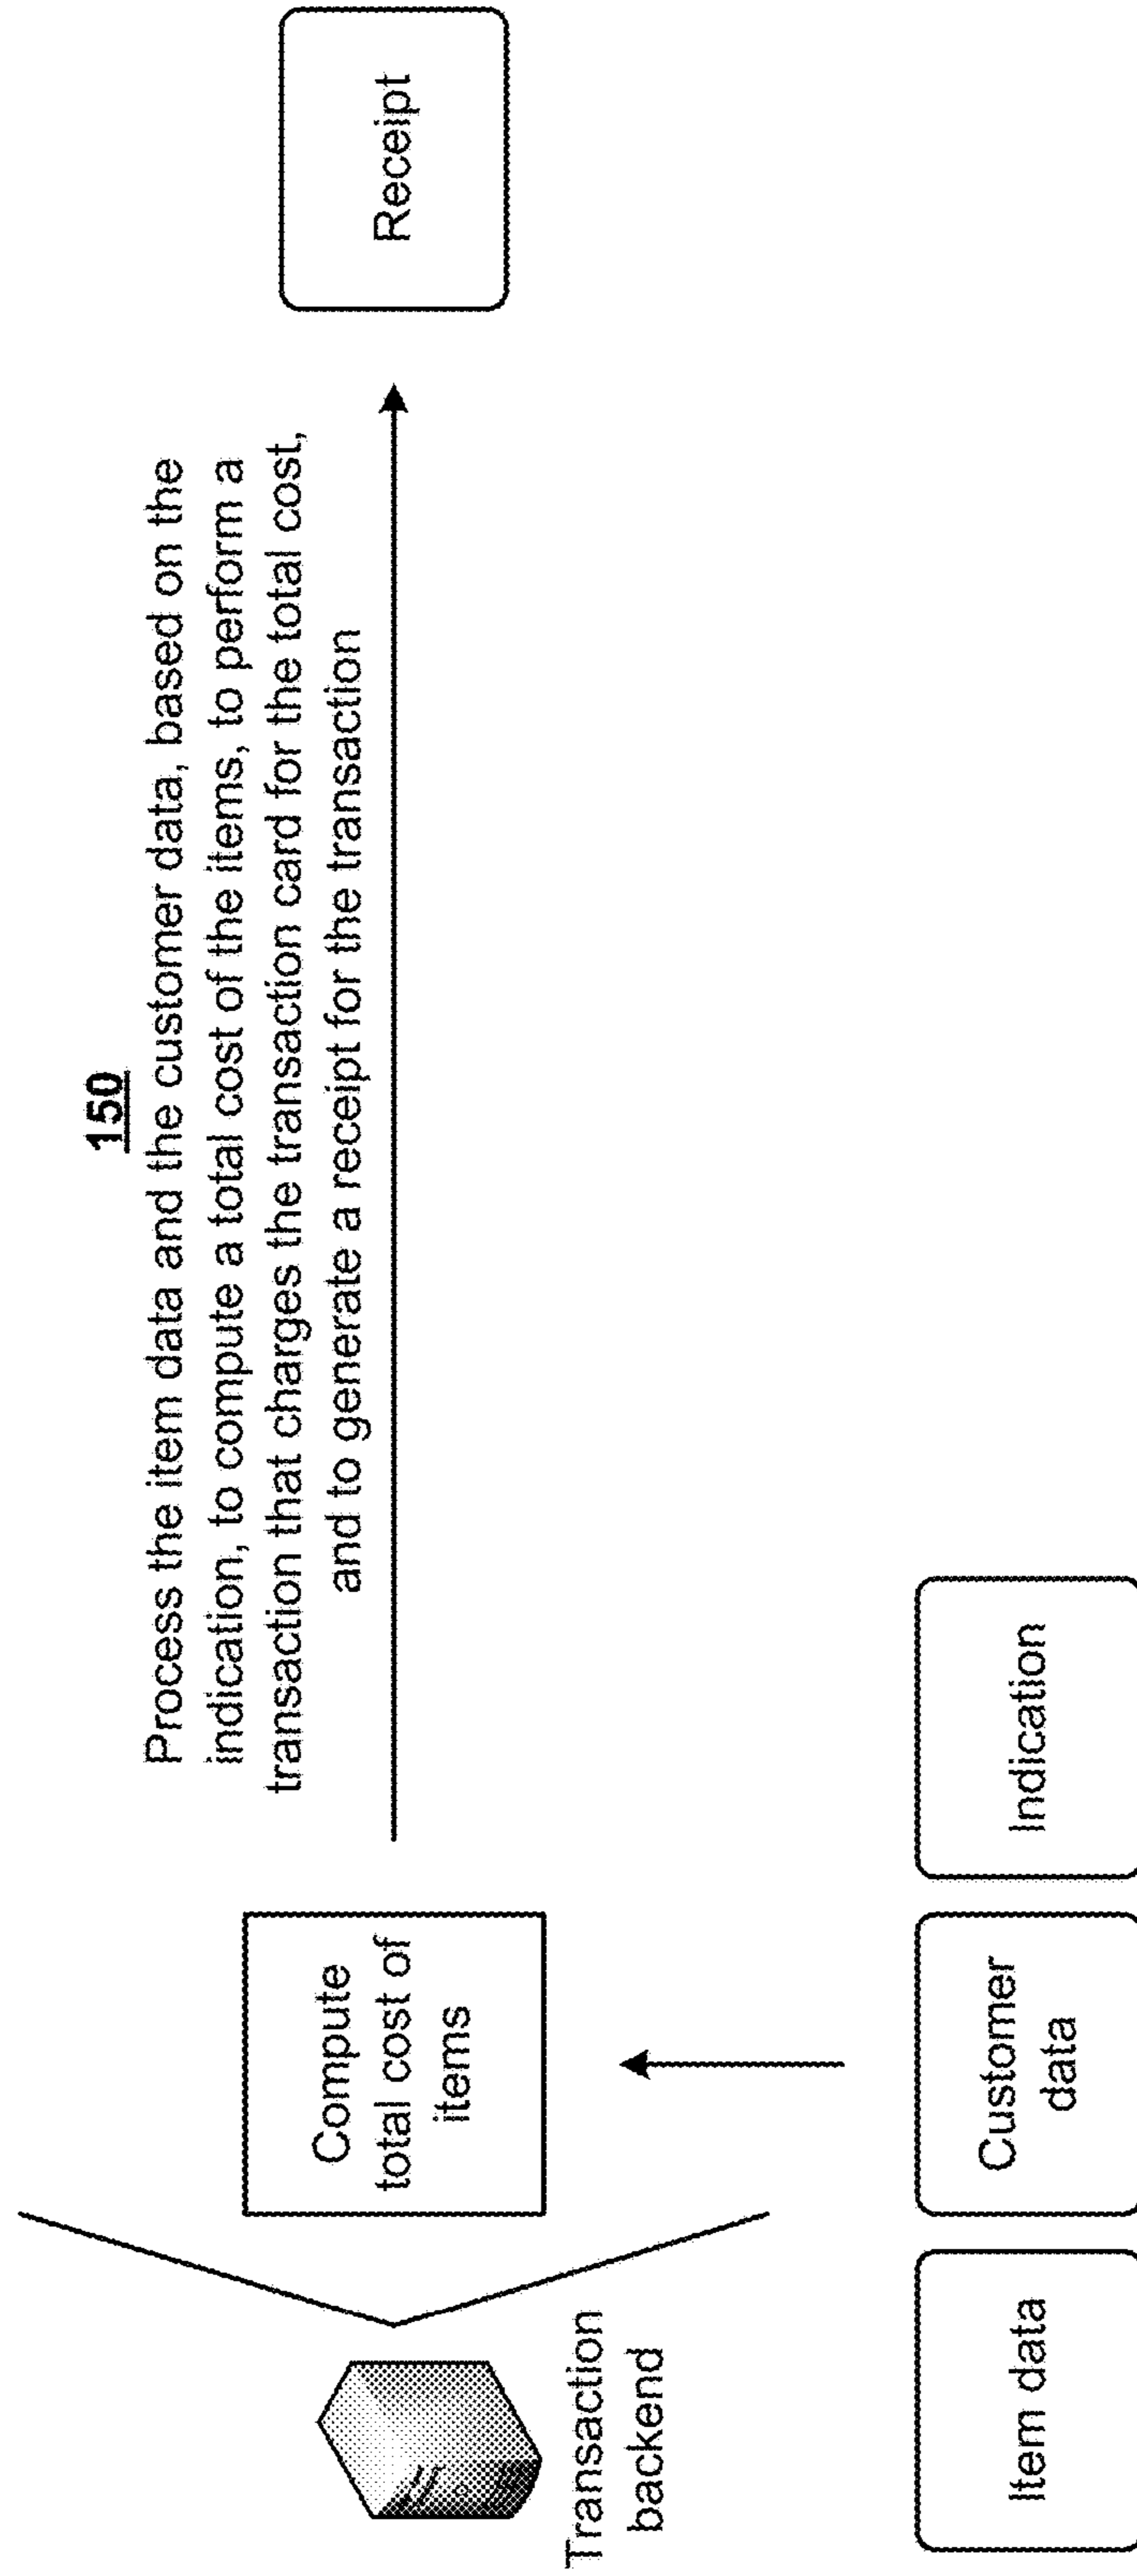 150
Process the item data and the customer data, based on the
indication, to compute a total cost of the items, to perform a
transaction that charges the transaction card for the total cost,
and to generate a receipt for the transaction
Compute
total cost of
items
Receipt
Transaction
backend
Item data
Customer
data
Indication